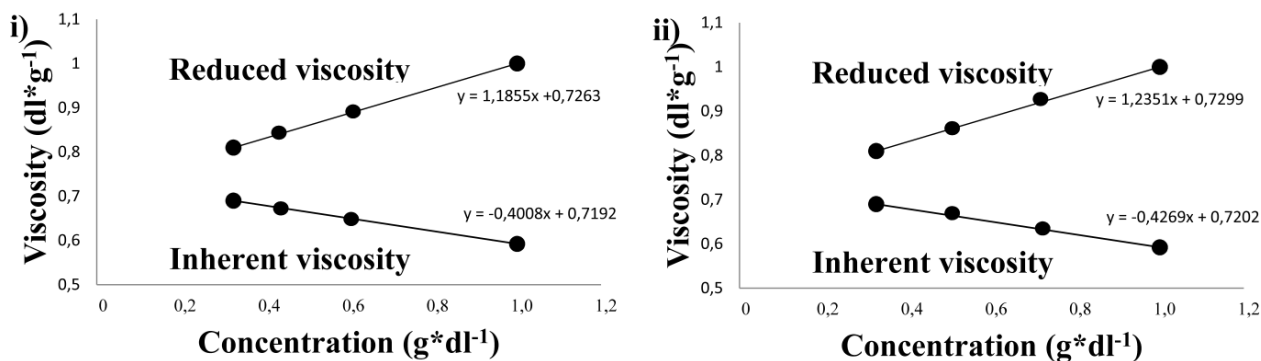 i)
Viscosity (dl*g-1)
1,1
1
0,9
0,8
0,7
0,6
0,5
Reduced viscosity
y = 1,1855x +0,7263
y = -0,4008x + 0,7192
Inherent viscosity
0 0,2 0,4 0,6 0,8 1,0 1,2
Concentration (g*dl-1)
ii)
Viscosity (dl*g-1)
1,1
1
0,9
0,8
0,7
0,6
0,5
Reduced viscosity
y = 1,2351x + 0,7299
y = -0,4269x + 0,7202
Inherent viscosity
0 0,2 0,4 0,6 0,8 1,0 1,2
Concentration (g*dl-1)